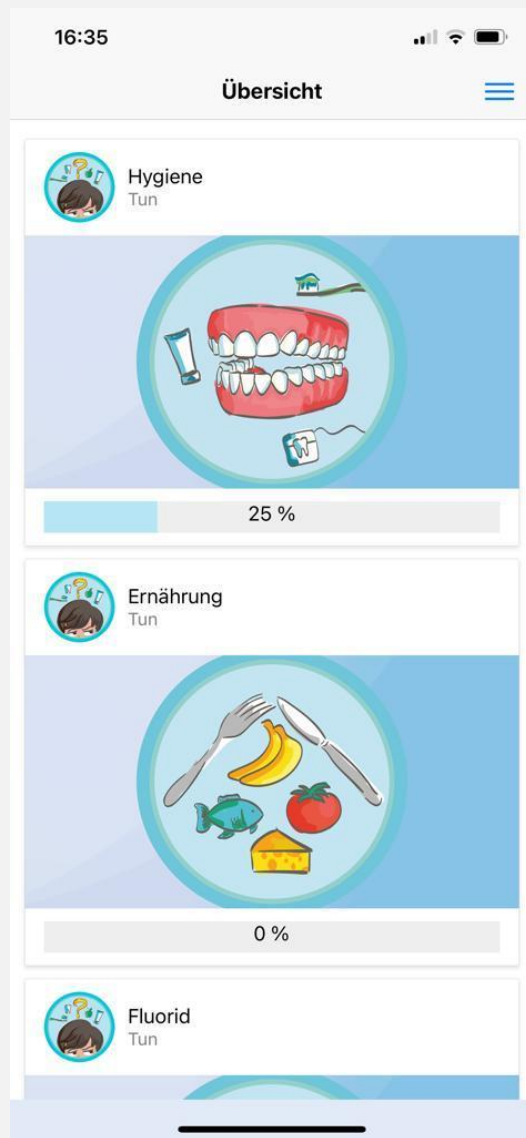 16:35
Übersicht
Hygiene
Tun
25 %
Ernährung
Tun
0 %
Fluorid
Tun